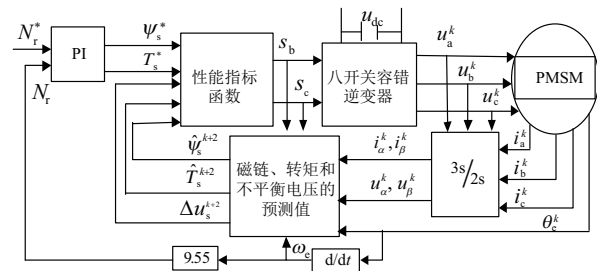 N_r^*
PI
ψ_s^*
T_s^*
N_r
性能指标
函数
s_b
s_c
u_dc
八开关容错
逆变器
u_a^k
u_b^k
u_c^k
PMSM
ψ̂_s^{k+2}
T̂_s^{k+2}
Δu_s^{k+2}
磁链、转矩和
不平衡电压的
预测值
i_α^k, i_β^k
u_α^k, u_β^k
3s/2s
i_a^k
i_b^k
i_c^k
θ_e^k
9.55
ω_e
d/dt